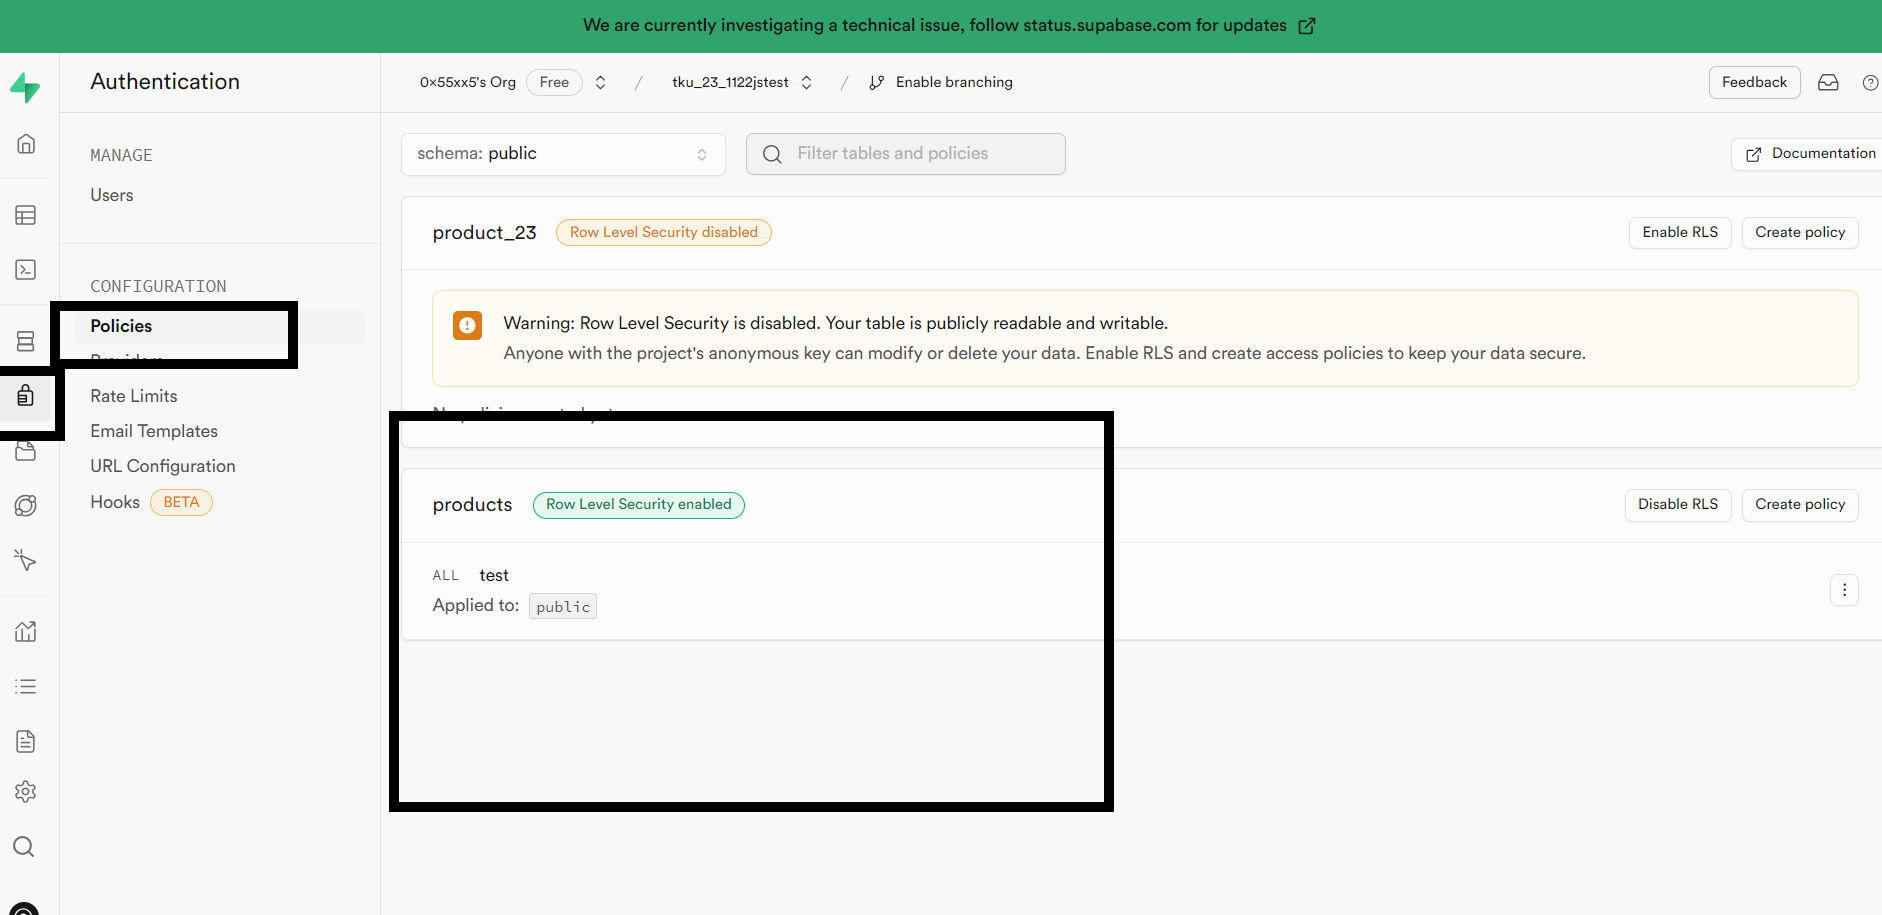 We are currently investigating a technical issue, follow status.supabase.com for updates
Authentication
0x55xx5's Org Free / tku_23_1122jstest / Enable branching
Feedback
MANAGE
Users
CONFIGURATION
Policies
Rate Limits
Email Templates
URL Configuration
Hooks BETA
schema: public
Filter tables and policies
Documentation
product_23 Row Level Security disabled
Enable RLS Create policy
Warning: Row Level Security is disabled. Your table is publicly readable and writable.
Anyone with the project's anonymous key can modify or delete your data. Enable RLS and create access policies to keep your data secure.
products Row Level Security enabled
Disable RLS Create policy
ALL test
Applied to: public